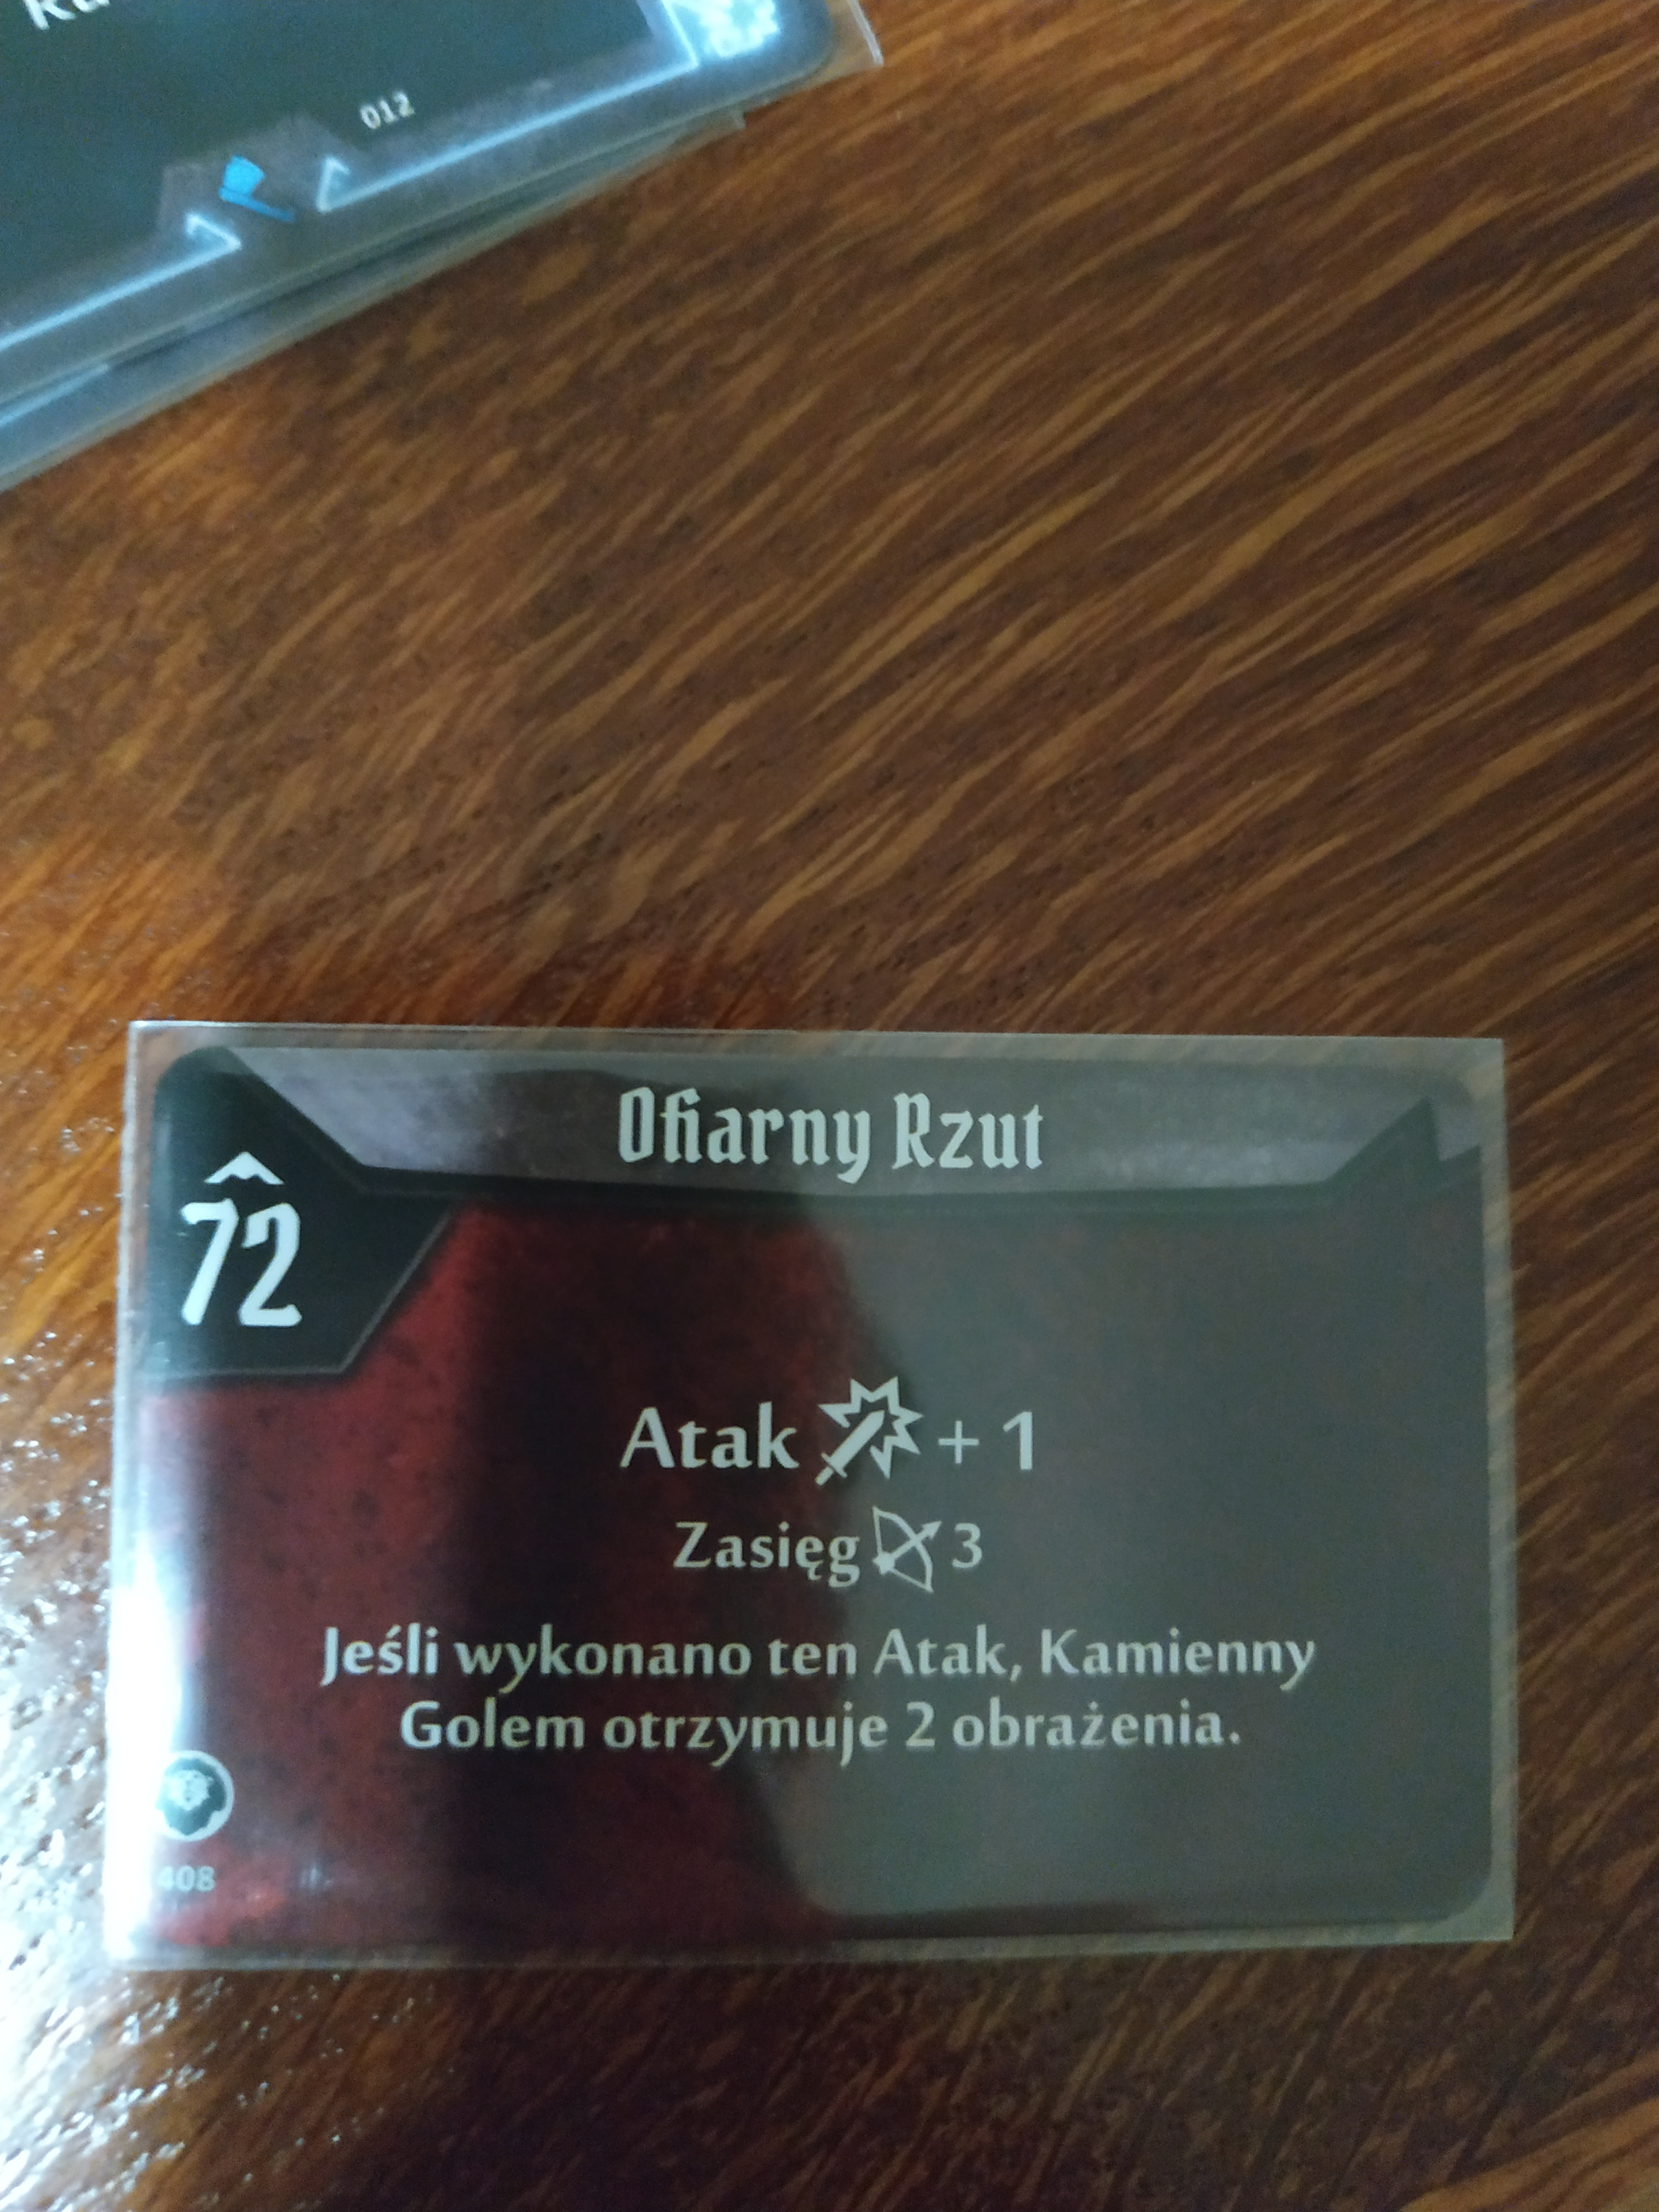 012
Ofiarny Rzut
72
Atak + 1
Zasięg 3
Jeśli wykonano ten Atak, Kamienny
Golem otrzymuje 2 obrażenia.
408